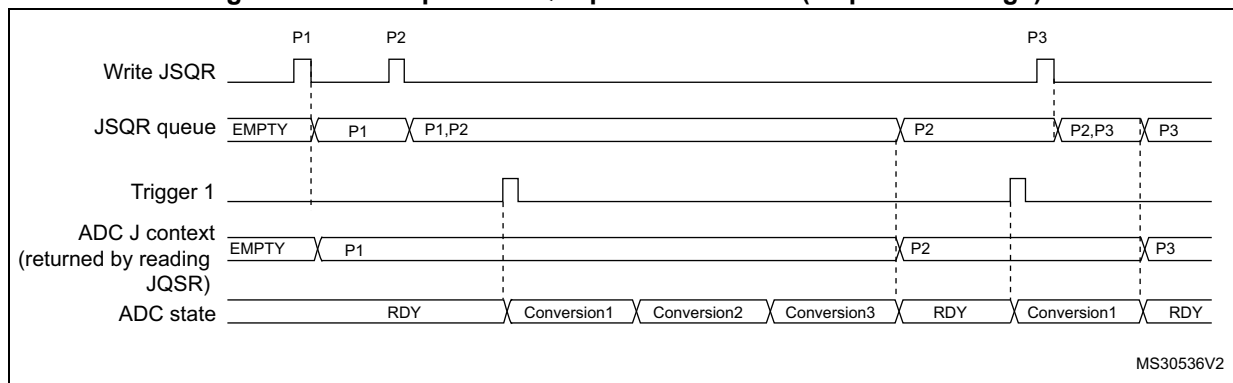 P1 P2 P3
Write JSQR
JSQR queue EMPTY P1 P1,P2 P2 P2,P3 P3
Trigger 1
ADC J context
(returned by reading
JQSR)
EMPTY P1 P2 P3
ADC state RDY Conversion1 Conversion2 Conversion3 RDY Conversion1 RDY
MS30536V2